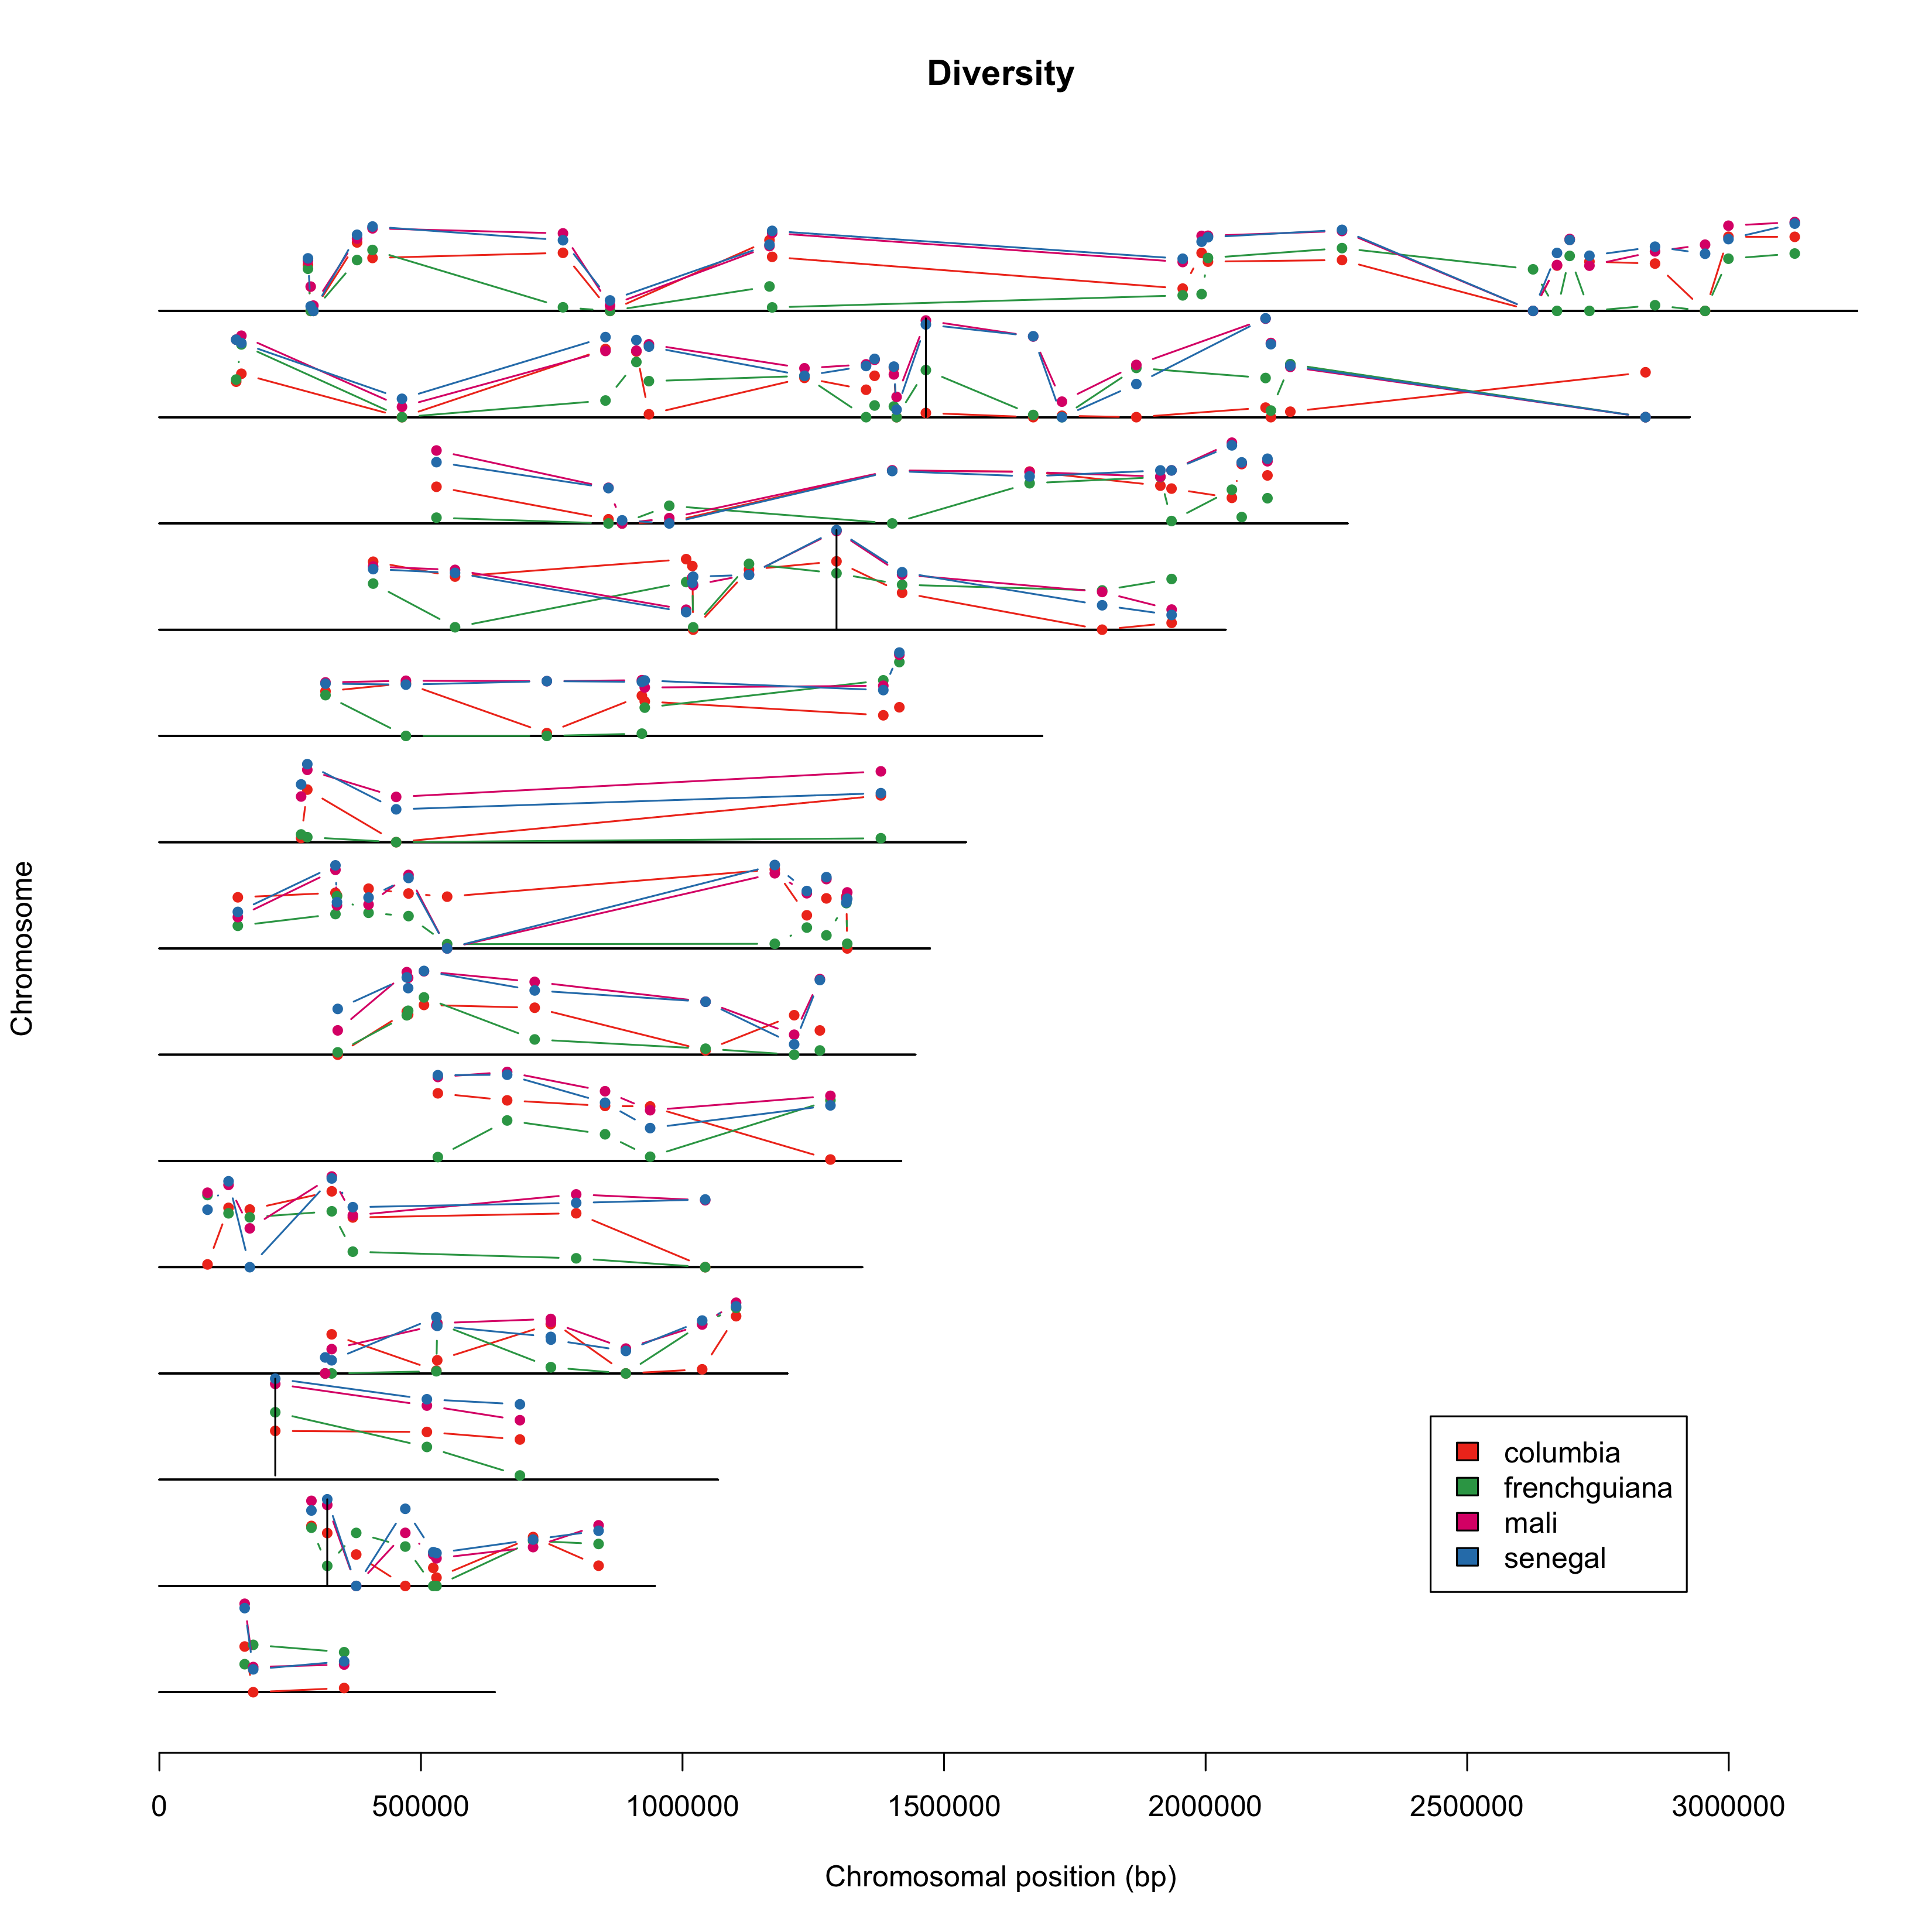 Diversity
Chromosome
columbia
frenchguiana
mali
senegal
0 500000 1000000 1500000 2000000 2500000 3000000
Chromosomal position (bp)